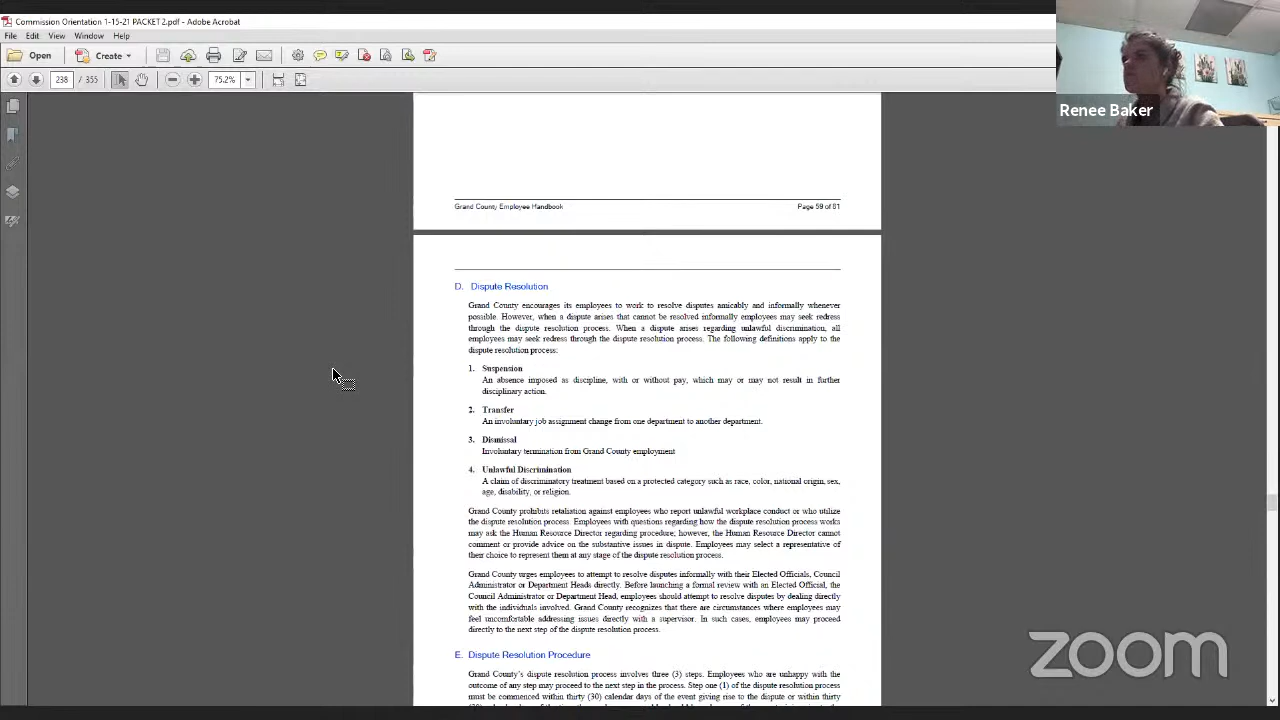 Commission Orientation 1-15-21 PACKET 2.pdf - Adobe Acrobat
File Edit View Window Help
Open Create
238 / 355 75.2%
Renee Baker
Grand County Employee Handbook Page 59 of 81
D. Dispute Resolution
Grand County encourages its employees to work to resolve disputes amicably and informally whenever
possible. However, when a dispute arises that cannot be resolved informally employees may seek redress
through the dispute resolution process. When a dispute arises regarding unlawful discrimination, all
employees may seek redress through the dispute resolution process. The following definitions apply to the
dispute resolution process:
1. Suspension
An absence imposed as discipline, with or without pay, which may or may not result in further
disciplinary action.
2. Transfer
An involuntary job assignment change from one department to another department.
3. Dismissal
Involuntary termination from Grand County employment
4. Unlawful Discrimination
A claim of discriminatory treatment based on a protected category such as race, color, national origin, sex,
age, disability, or religion.
Grand County prohibits retaliation against employees who report unlawful workplace conduct or who utilize
the dispute resolution process. Employees with questions regarding how the dispute resolution process works
may ask the Human Resource Director regarding procedure; however, the Human Resource Director cannot
comment or provide advice on the substantive issues in dispute. Employees may select a representative of
their choice to represent them at any stage of the dispute resolution process.
Grand County urges employees to attempt to resolve disputes informally with their Elected Officials, Council
Administrator or Department Heads directly. Before launching a formal review with an Elected Official, the
Council Administrator or Department Head, employees should attempt to resolve disputes by dealing directly
with the individuals involved. Grand County recognizes that there are circumstances where employees may
feel uncomfortable addressing issues directly with a supervisor. In such cases, employees may proceed
directly to the next step of the dispute resolution process.
E. Dispute Resolution Procedure
Grand County's dispute resolution process involves three (3) steps. Employees who are unhappy with the
outcome of any step may proceed to the next step in the process. Step one (1) of the dispute resolution process
must be commenced within thirty (30) calendar days of the event giving rise to the dispute or within thirty
zoom